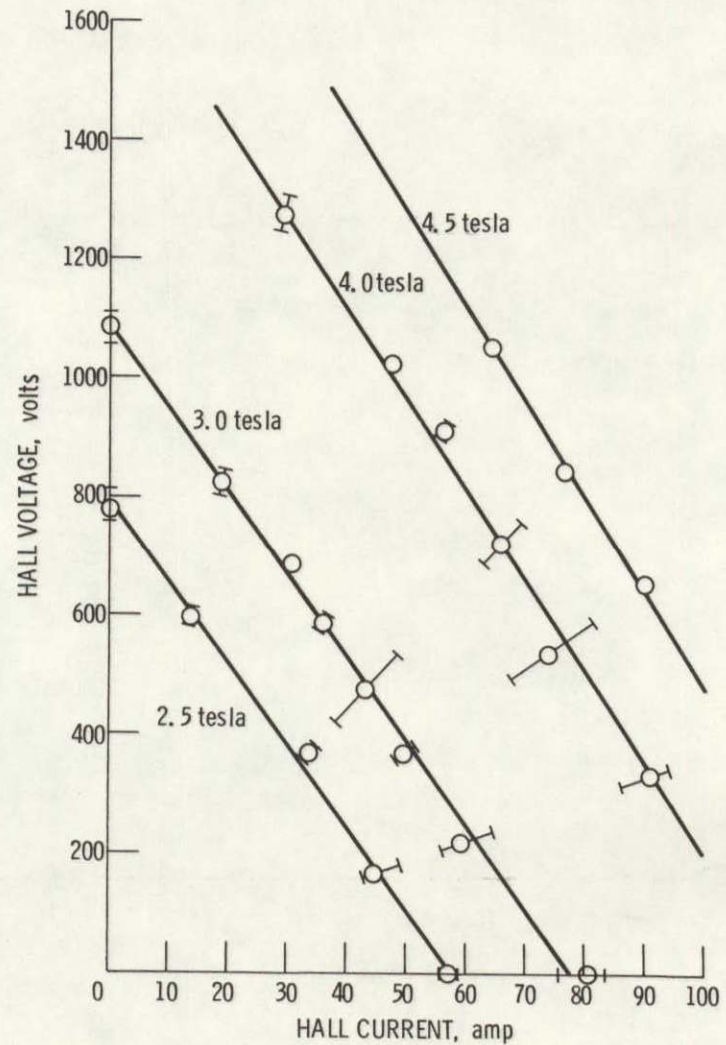 1600
1400
1200
1000
800
600
400
200
HALL VOLTAGE, volts
4.5 tesla
4.0 tesla
3.0 tesla
2.5 tesla
0 10 20 30 40 50 60 70 80 90 100
HALL CURRENT, amp